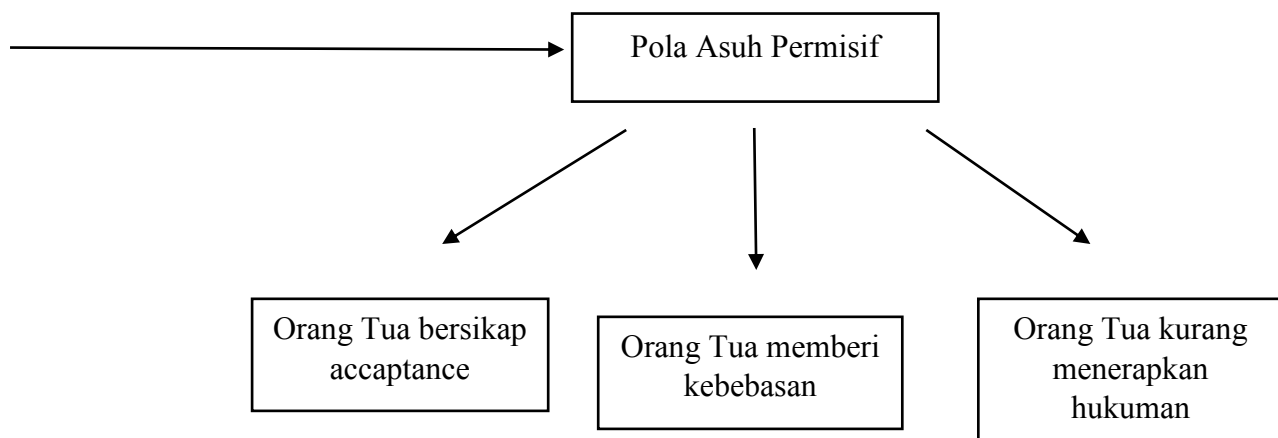 Pola Asuh Permisif
Orang Tua bersikap
accaptance
Orang Tua memberi
kebebasan
Orang Tua kurang
menerapkan
hukuman